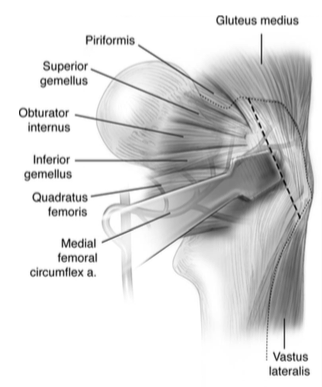 Gluteus medius
Piriformis
Superior
gemellus
Obturator
internus
Inferior
gemellus
Quadratus
femoris
Medial
femoral
circumflex a.
Vastus
lateralis